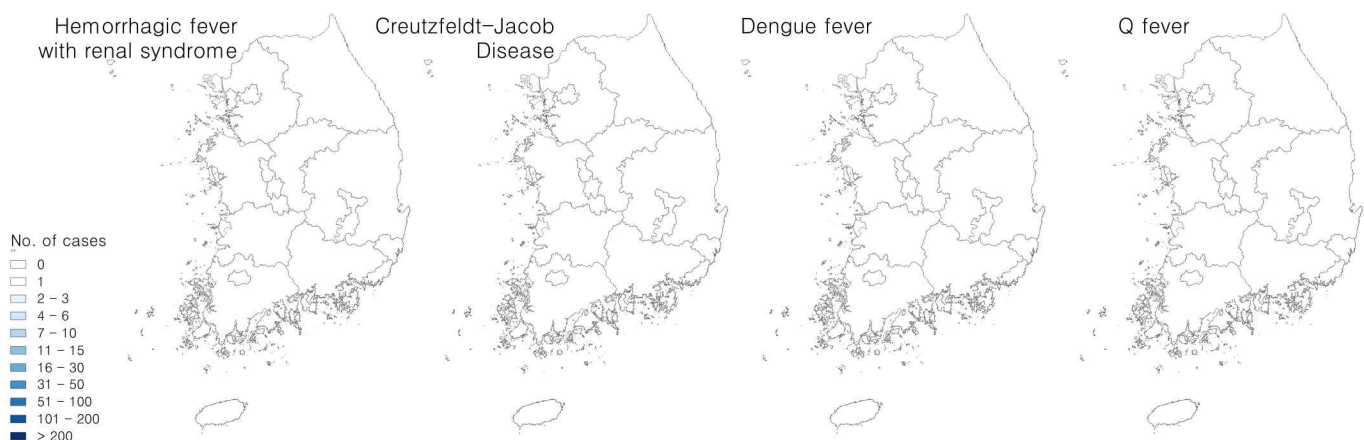 Hemorrhagic fever
with renal syndrome
Creutzfeldt-Jacob
Disease
Dengue fever
Q fever
No. of cases
0
1
2 - 3
4 - 6
7 - 10
11 - 15
16 - 30
31 - 50
51 - 100
101 - 200
> 200